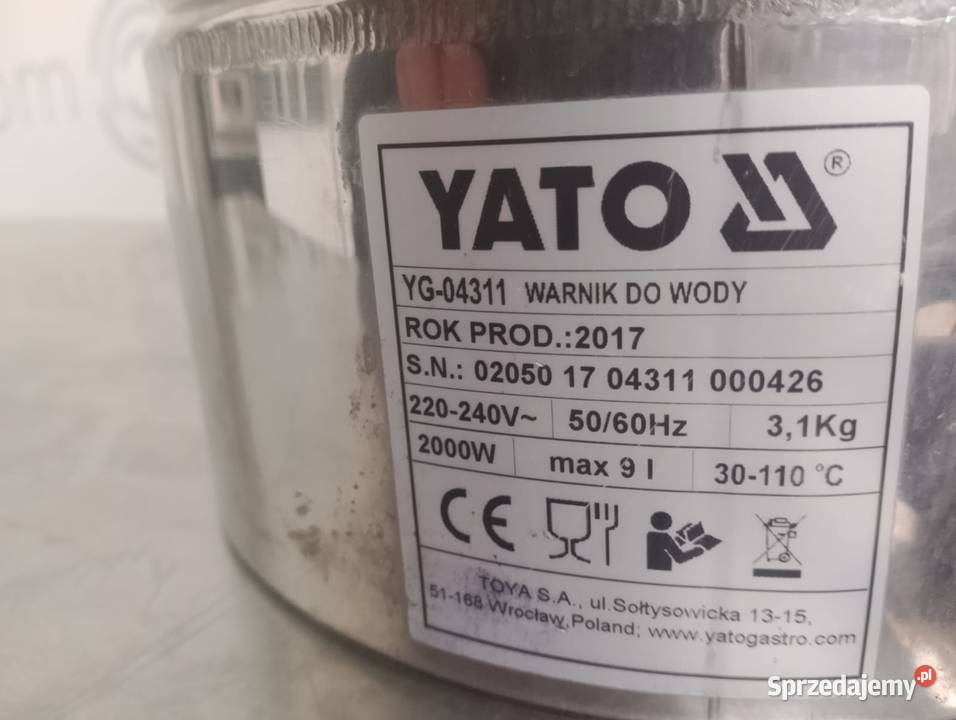 YATO ®
YG-04311 WARNIK DO WODY
ROK PROD.:2017
S.N.: 02050 17 04311 000426
220-240V~ 50/60Hz 3,1Kg
2000W max 9 l 30-110 °C
CE
TOYA S.A., ul.Sołtysowicka 13-15,
51-168 Wrocław,Poland; www.yatogastro.com
om
Sprzedajemy.pl